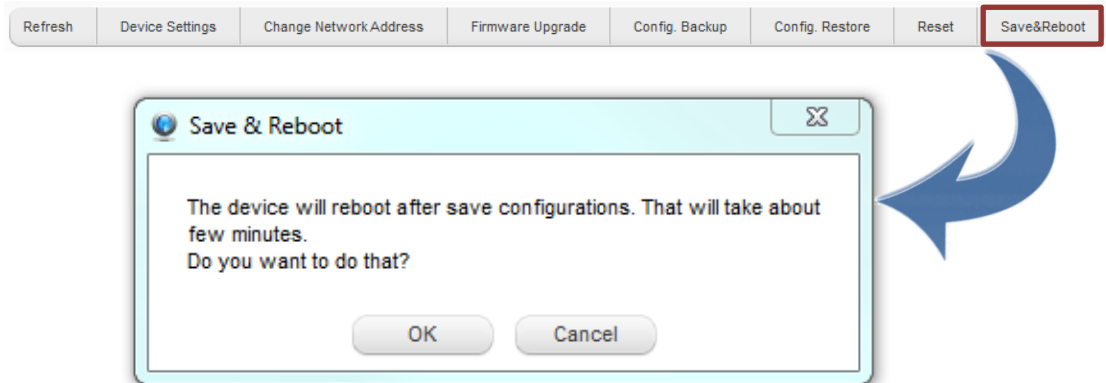 Refresh Device Settings Change Network Address Firmware Upgrade Config. Backup Config. Restore Reset Save&Reboot
Save & Reboot
The device will reboot after save configurations. That will take about
few minutes.
Do you want to do that?
OK Cancel